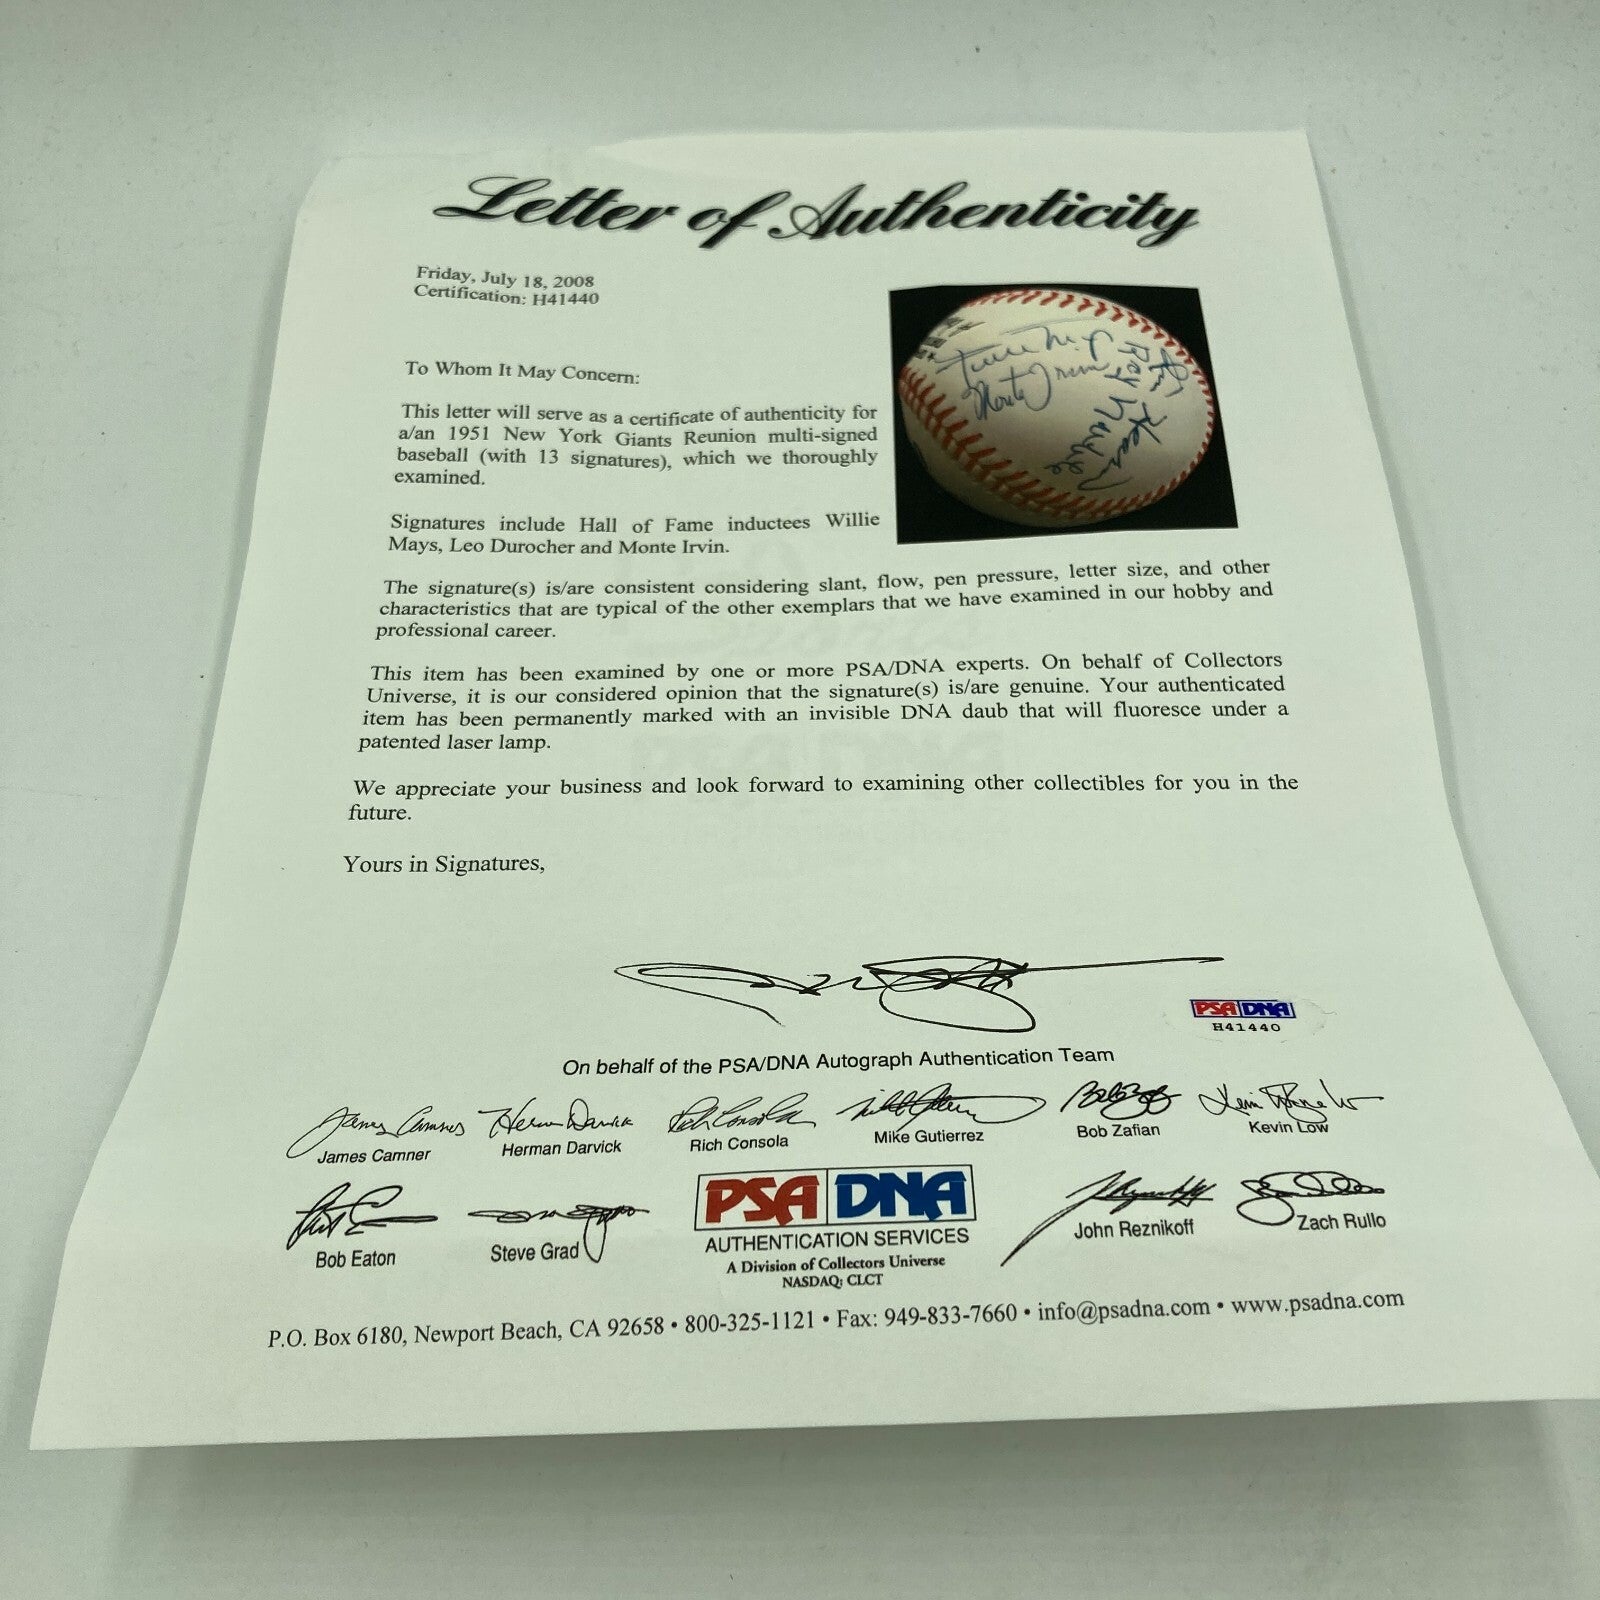 Letter of Authenticity
Friday, July 18, 2008
Certification: H41440
Willie Mays
Monte Irvin
To Whom It May Concern:
This letter will serve as a certificate of authenticity for
a/an 1951 New York Giants Reunion multi-signed
baseball (with 13 signatures), which we thoroughly
examined.
Signatures include Hall of Fame inductees Willie
Mays, Leo Durocher and Monte Irvin.
The signature(s) is/are consistent considering slant, flow, pen pressure, letter size, and other
characteristics that are typical of the other exemplars that we have examined in our hobby and
professional career.
This item has been examined by one or more PSA/DNA experts. On behalf of Collectors
Universe, it is our considered opinion that the signature(s) is/are genuine. Your authenticated
item has been permanently marked with an invisible DNA daub that will fluoresce under a
patented laser lamp.
We appreciate your business and look forward to examining other collectibles for you in the
future.
Yours in Signatures,
PSA DNA
H41440
On behalf of the PSA/DNA Autograph Authentication Team
James Camner Herman Darvick Rich Consola
James Camner Herman Darvick Rich Consola Mike Gutierrez Bob Zafian Kevin Low
Bob Eaton Steve Grad PSA DNA John Reznikoff Zach Rullo
AUTHENTICATION SERVICES
A Division of Collectors Universe
NASDAQ; CLCT
P.O. Box 6180, Newport Beach, CA 92658 • 800-325-1121 • Fax: 949-833-7660 • info@psadna.com • www.psadna.com